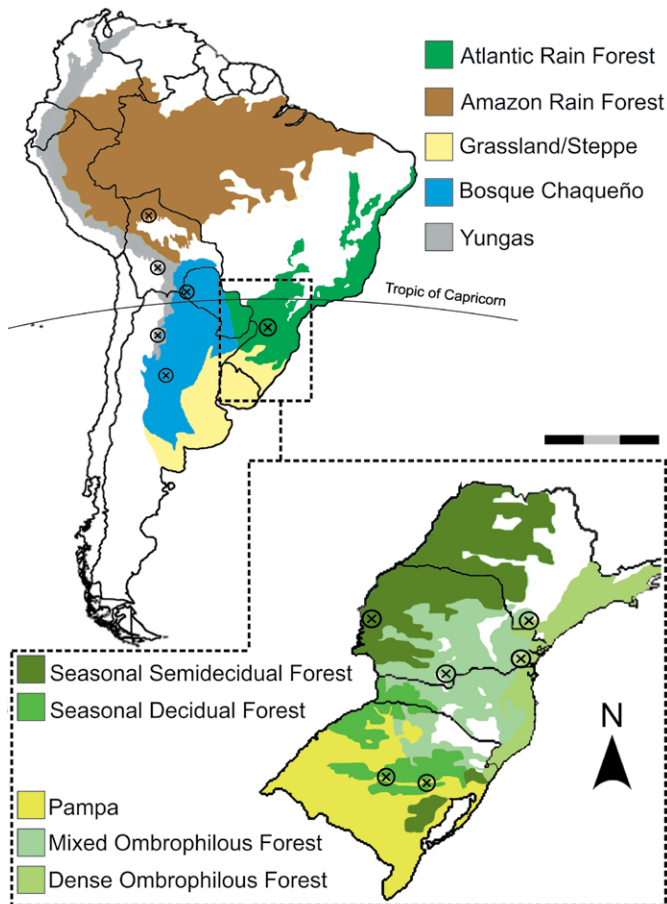 Atlantic Rain Forest
Amazon Rain Forest
Grassland/Steppe
Bosque Chaqueño
Yungas
Tropic of Capricorn
Seasonal Semidecidual Forest
Seasonal Decidual Forest
N
Pampa
Mixed Ombrophilous Forest
Dense Ombrophilous Forest